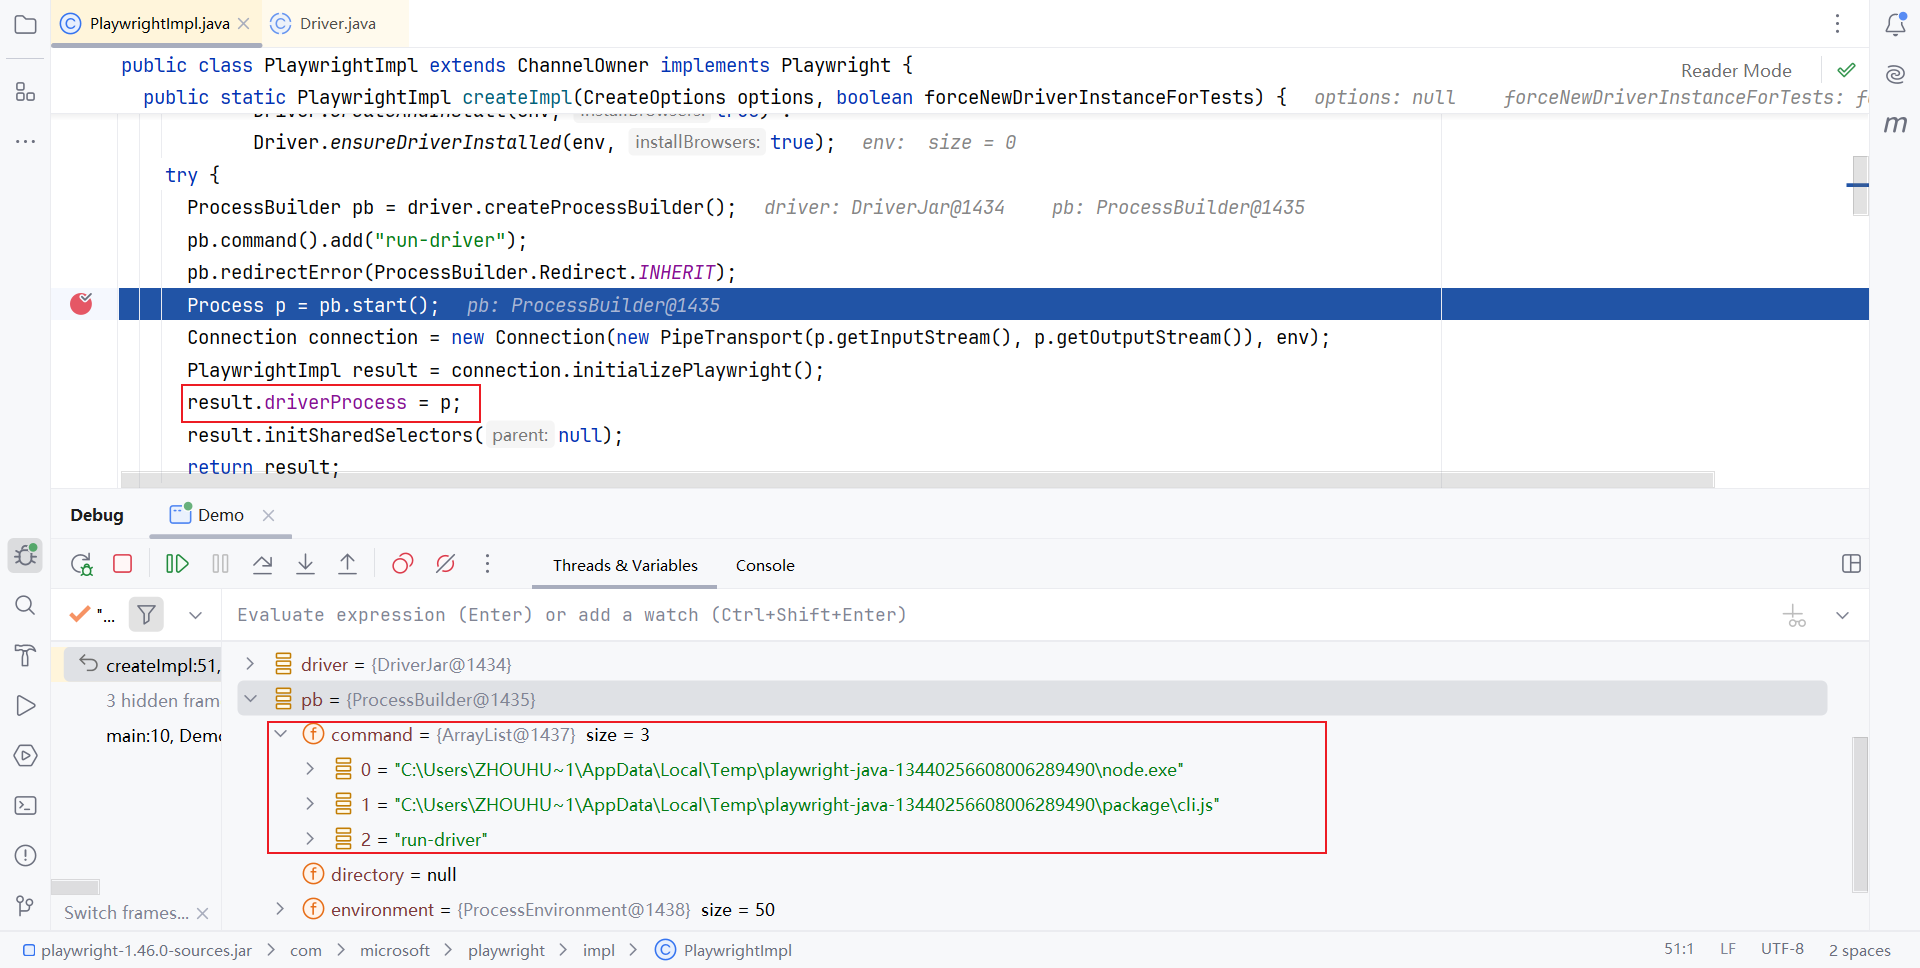 PlaywrightImpl.java
Driver.java
public class PlaywrightImpl extends ChannelOwner implements Playwright {
Reader Mode
public static PlaywrightImpl createImpl(CreateOptions options, boolean forceNewDriverInstanceForTests) { options: null forceNewDriverInstanceForTests: f
Driver.ensureDriverInstalled(env, installBrowsers: true); env: size = 0
try {
ProcessBuilder pb = driver.createProcessBuilder(); driver: DriverJar@1434 pb: ProcessBuilder@1435
pb.command().add("run-driver");
pb.redirectError(ProcessBuilder.Redirect.INHERIT);
Process p = pb.start(); pb: ProcessBuilder@1435
Connection connection = new Connection(new PipeTransport(p.getInputStream(), p.getOutputStream()), env);
PlaywrightImpl result = connection.initializePlaywright();
result.driverProcess = p;
result.initSharedSelectors( parent: null);
return result;
Debug
Demo
Threads & Variables
Console
"...
Evaluate expression (Enter) or add a watch (Ctrl+Shift+Enter)
createImpl:51,
3 hidden fram
main:10, Demo
driver = {DriverJar@1434}
pb = {ProcessBuilder@1435}
command = {ArrayList@1437} size = 3
0 = "C:\Users\ZHOUHU~1\AppData\Local\Temp\playwright-java-13440256608006289490\node.exe"
1 = "C:\Users\ZHOUHU~1\AppData\Local\Temp\playwright-java-13440256608006289490\package\cli.js"
2 = "run-driver"
directory = null
environment = {ProcessEnvironment@1438} size = 50
Switch frames...
playwright-1.46.0-sources.jar > com > microsoft > playwright > impl > PlaywrightImpl
51:1 LF UTF-8 2 spaces